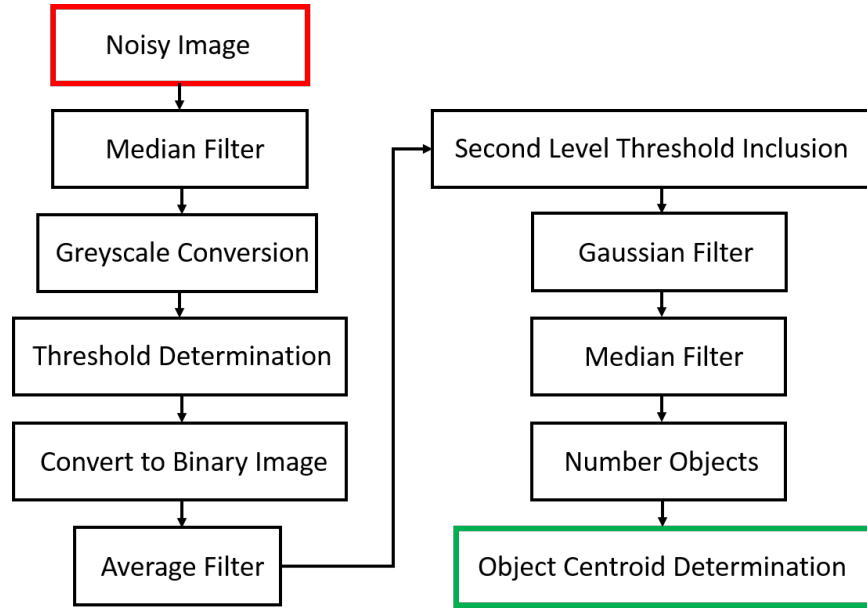 Noisy Image
Median Filter
Greyscale Conversion
Threshold Determination
Convert to Binary Image
Average Filter
Second Level Threshold Inclusion
Gaussian Filter
Median Filter
Number Objects
Object Centroid Determination